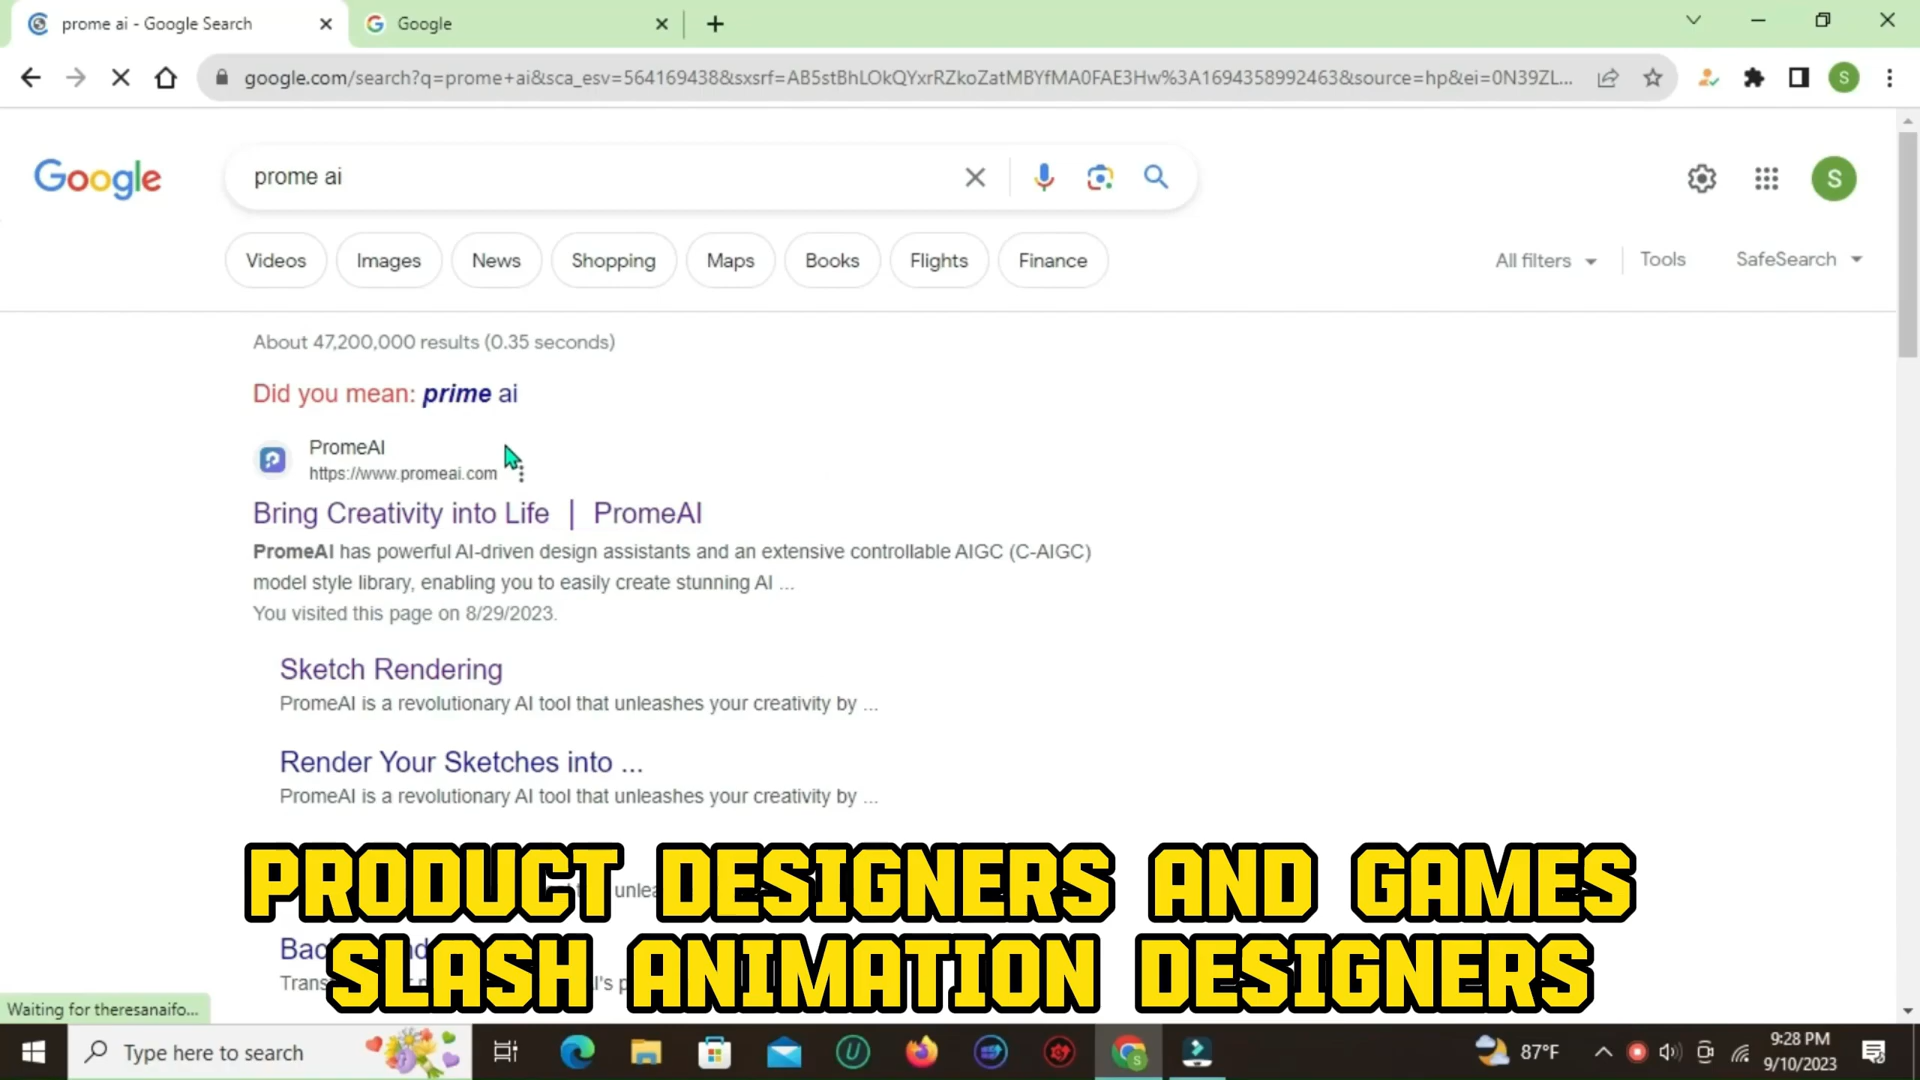 prome ai - Google Search
Google
google.com/search?q=prome+ai&sca_esv=564169438&sxsrf=AB5stBhLOkQYxrRZkoZatMBYfMA0FAE3Hw%3A1694358992463&source=hp&ei=0N39ZL...
S
Google
prome ai
S
Videos
Images
News
Shopping
Maps
Books
Flights
Finance
All filters
Tools
SafeSearch
About 47,200,000 results (0.35 seconds)
Did you mean: prime ai
PromeAI
https://www.promeai.com
Bring Creativity into Life | PromeAI
PromeAI has powerful AI-driven design assistants and an extensive controllable AIGC (C-AIGC)
model style library, enabling you to easily create stunning AI ...
You visited this page on 8/29/2023.
Sketch Rendering
PromeAI is a revolutionary AI tool that unleashes your creativity by ...
Render Your Sketches into ...
PromeAI is a revolutionary AI tool that unleashes your creativity by ...
PRODUCT DESIGNERS AND GAMES
SLASH ANIMATION DESIGNERS
Waiting for theresanaifo...
Type here to search
87°F
9:28 PM
9/10/2023